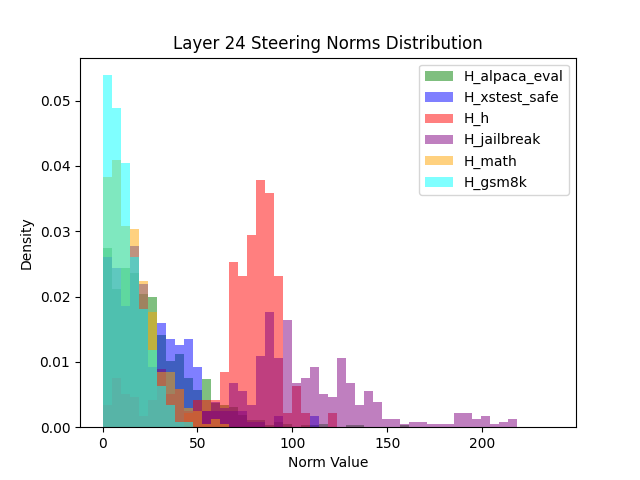 Layer 24 Steering Norms Distribution
H_alpaca_eval
H_xstest_safe
H_h
H_jailbreak
H_math
H_gsm8k
0.05
0.04
0.03
0.02
0.01
0.00
Density
0 50 100 150 200
Norm Value